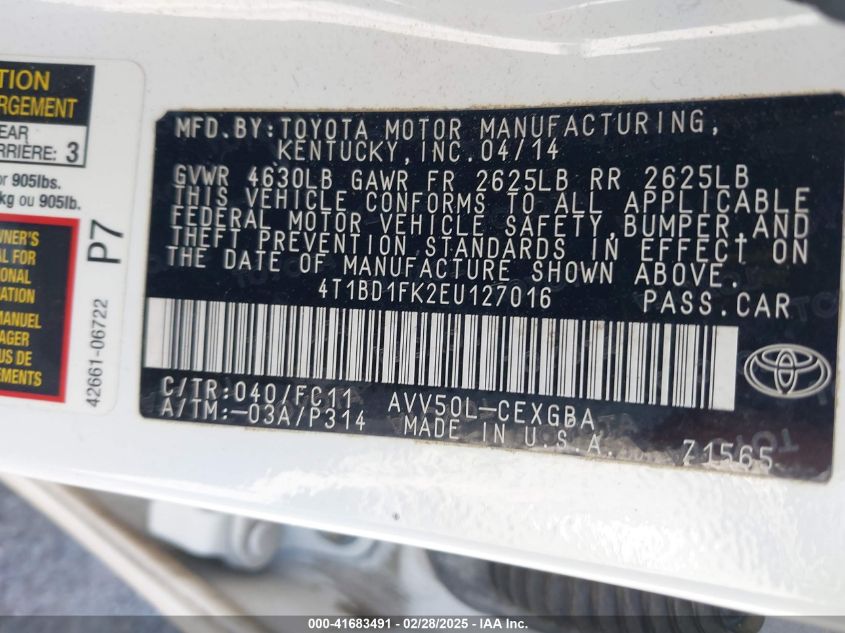 TION
RGEMENT
EAR
RRIÈRE: 3
or 905lbs.
kg ou 905lb.
WNER'S
AL FOR
IONAL
MATION
MANUEL
AGER
US DE
EMENTS
P7
42661-06722
MFD.BY:TOYOTA MOTOR MANUFACTURING,
KENTUCKY,INC.04/14
GVWR 4630LB GAWR FR 2625LB RR 2625LB
THIS VEHICLE CONFORMS TO ALL APPLICABLE
FEDERAL MOTOR VEHICLE SAFETY,BUMPER,AND
THEFT PREVENTION STANDARDS IN EFFECT ON
THE DATE OF MANUFACTURE SHOWN ABOVE.
4T1BD1FK2EU127016 PASS.CAR
C/TR:040/FC11 AVV50L-CEXGBA
A/TM:-03A/P314 MADE IN U.S.A. 71565
TOYOTA
000-41683491 - 02/28/2025 - IAA, Inc.